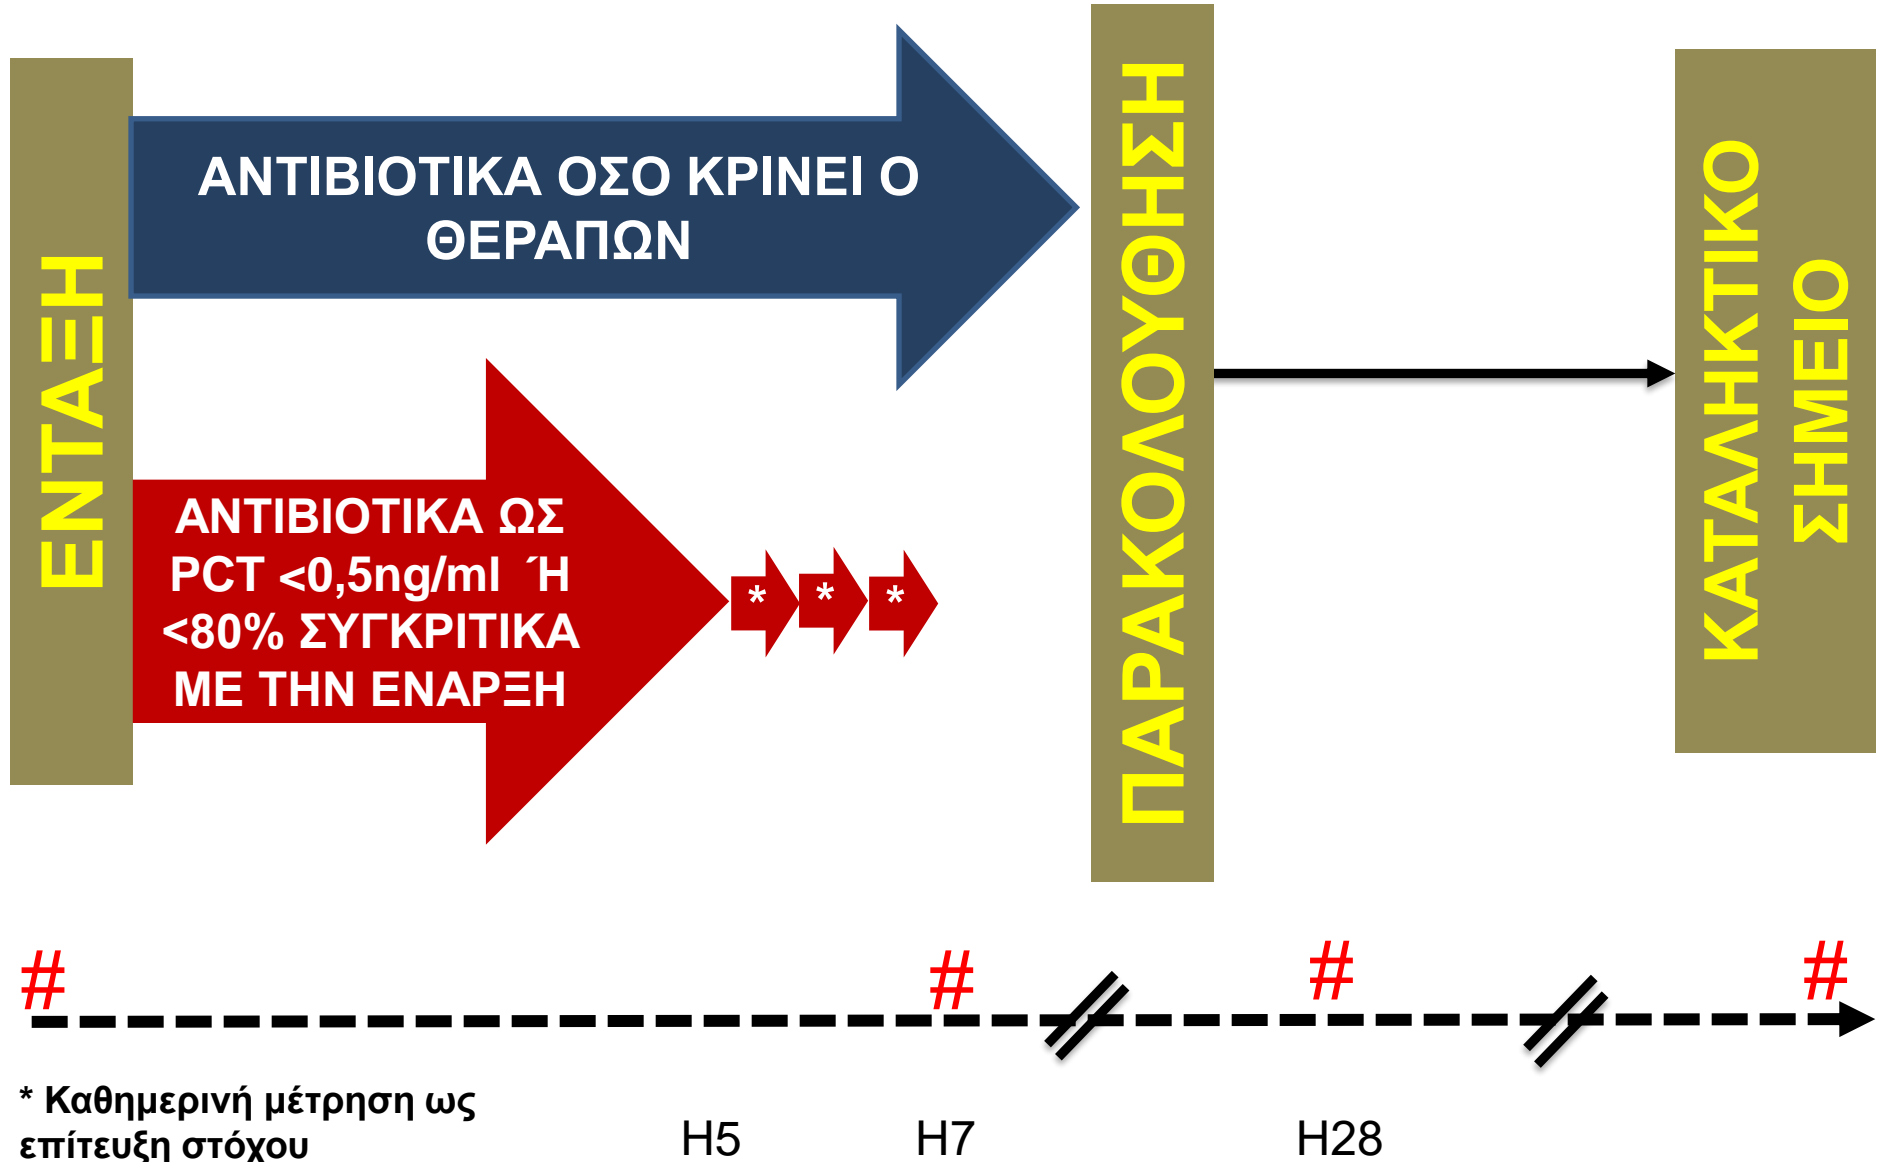 ΕΝΤΑΞΗ
ΑΝΤΙΒΙΟΤΙΚΑ ΟΣΟ ΚΡΙΝΕΙ Ο
ΘΕΡΑΠΩΝ
ΑΝΤΙΒΙΟΤΙΚΑ ΩΣ
PCT <0,5ng/ml Ή
<80% ΣΥΓΚΡΙΤΙΚΑ
ΜΕ ΤΗΝ ΕΝΑΡΞΗ
* * *
ΠΑΡΑΚΟΛΟΥΘΗΣΗ
ΚΑΤΑΛΗΚΤΙΚΟ
ΣΗΜΕΙΟ
# # # #
* Καθημερινή μέτρηση ως
επίτευξη στόχου
Η5 Η7 Η28